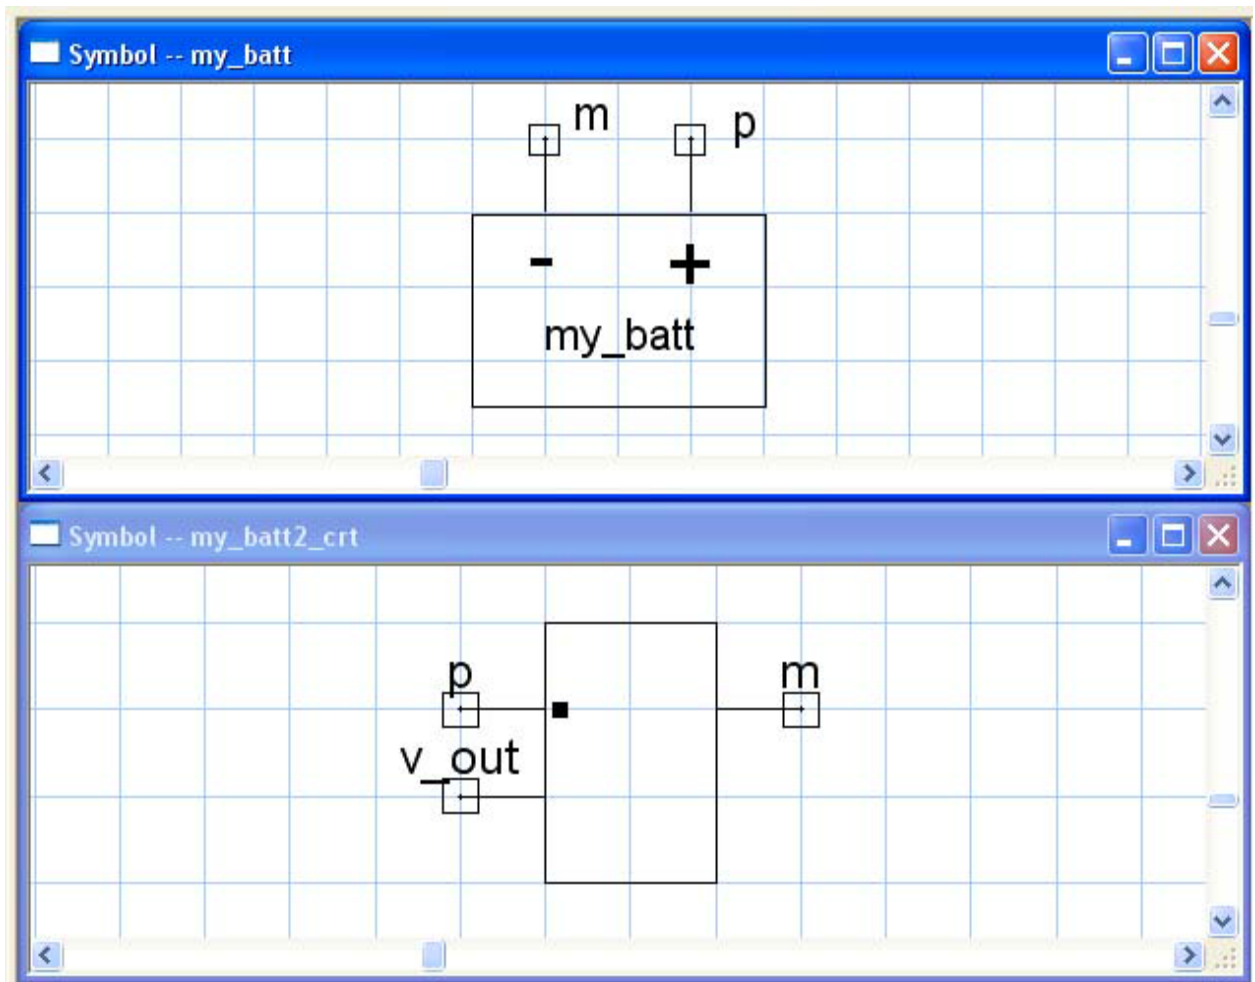 Symbol -- my_batt
m p
- +
my_batt
Symbol -- my_batt2_crt
p m
v_out